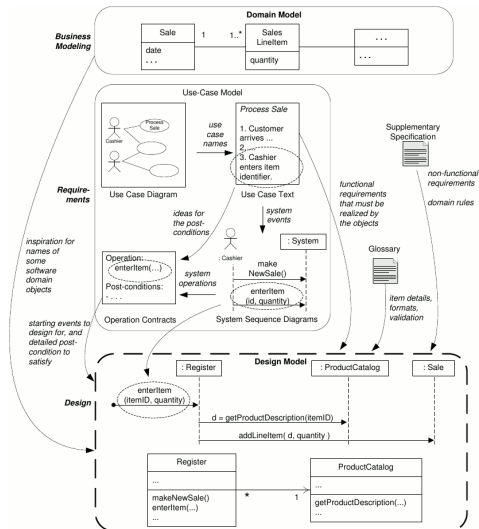 Domain Model
Business
Modeling
Sale
date
. . .
1
1..*
Sales
LineItem
quantity
. . .
. . .
Use-Case Model
Process
Sale
Cashier
Use Case Diagram
use
case
names
Process Sale
1. Customer
arrives ...
2. ...
3. Cashier
enters item
identifier.
Use Case Text
Require-
ments
inspiration for
names of
some
software
domain
objects
ideas for
the post-
conditions
system
events
functional
requirements
that must be
realized by
the objects
Supplementary
Specification
non-functional
requirements
domain rules
Glossary
item details,
formats,
validation
Operation:
enterItem(…)
Post-conditions:
- . . .
Operation Contracts
system
operations
: Cashier
: System
make
NewSale()
enterItem
(id, quantity)
System Sequence Diagrams
starting events to
design for, and
detailed post-
condition to
satisfy
Design Model
Design
: Register
: ProductCatalog
: Sale
enterItem
(itemID, quantity)
d = getProductDescription(itemID)
addLineItem( d, quantity )
Register
...
makeNewSale()
enterItem(...)
...
*
1
ProductCatalog
...
getProductDescription(...)
...